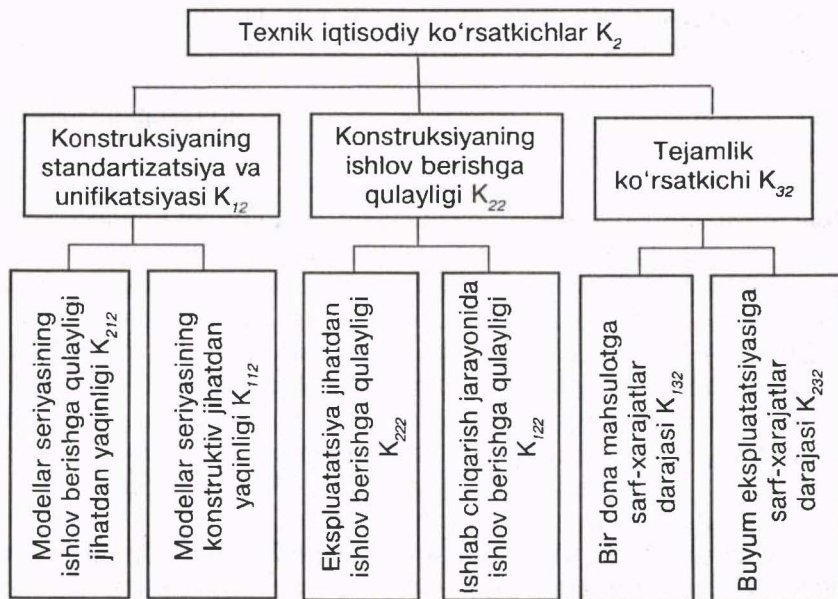 Texnik iqtisodiy ko‘rsatkichlar K2
Konstruksiyaning
standartizatsiya va
unifikatsiyasi K12
Konstruksiyaning
ishlov berishga
qulayligi K22
Tejamlik
ko‘rsatkichi K32
Modellar seriyasining
ishlov berishga qulayligi
jihatdan yaqinligi K212
Modellar seriyasining
konstruktiv jihatdan
yaqinligi K112
Ekspluatatsiya jihatdan
ishlov berishga qulayligi
K222
Ishlab chiqarish jarayonida
ishlov berishga qulayligi
K122
Bir dona mahsulotga
sarf-xarajatlar
darajasi K132
Buyum ekspluatatsiyasiga
sarf-xarajatlar
darajasi K232